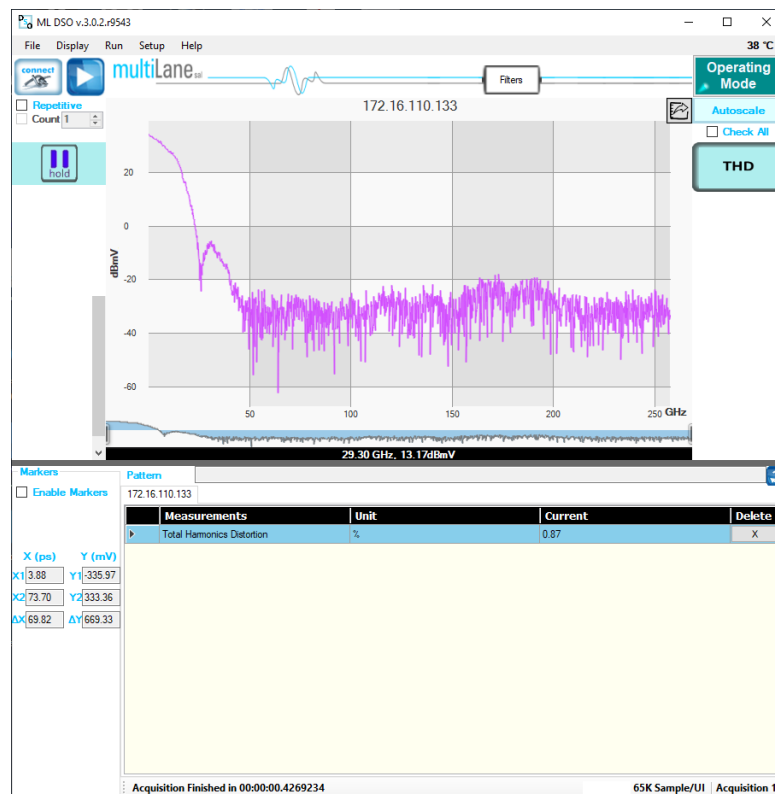 ML DSO v.3.0.2.r9543
File Display Run Setup Help 38 °C
connect
multiLane sal
Filters
Operating Mode
Repetitive
Count 1
172.16.110.133
Autoscale
Check All
hold
THD
20
0
-20
-40
-60
dBmV
50 100 150 200 250 GHz
29.30 GHz, 13.17dBmV
Markers
Pattern
Enable Markers
172.16.110.133
Measurements Unit Current Delete
Total Harmonics Distortion % 0.87 X
X (ps) Y (mV)
X1 3.88 Y1 -335.97
X2 73.70 Y2 333.36
ΔX 69.82 ΔY 669.33
Acquisition Finished in 00:00:00.4269234 65K Sample/UI Acquisition 1